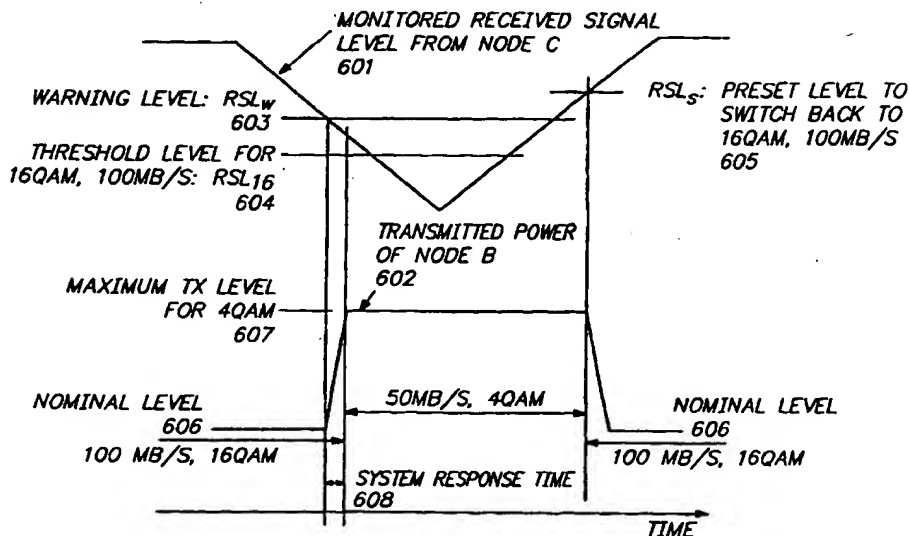 MONITORED RECEIVED SIGNAL
LEVEL FROM NODE C
601
WARNING LEVEL: RSLw
603
THRESHOLD LEVEL FOR
16QAM, 100MB/S: RSL16
604
RSLS: PRESET LEVEL TO
SWITCH BACK TO
16QAM, 100MB/S
605
TRANSMITTED POWER
OF NODE B
602
MAXIMUM TX LEVEL
FOR 4QAM
607
NOMINAL LEVEL
606
100 MB/S, 16QAM
50MB/S, 4QAM
NOMINAL LEVEL
606
100 MB/S, 16QAM
SYSTEM RESPONSE TIME
608
TIME